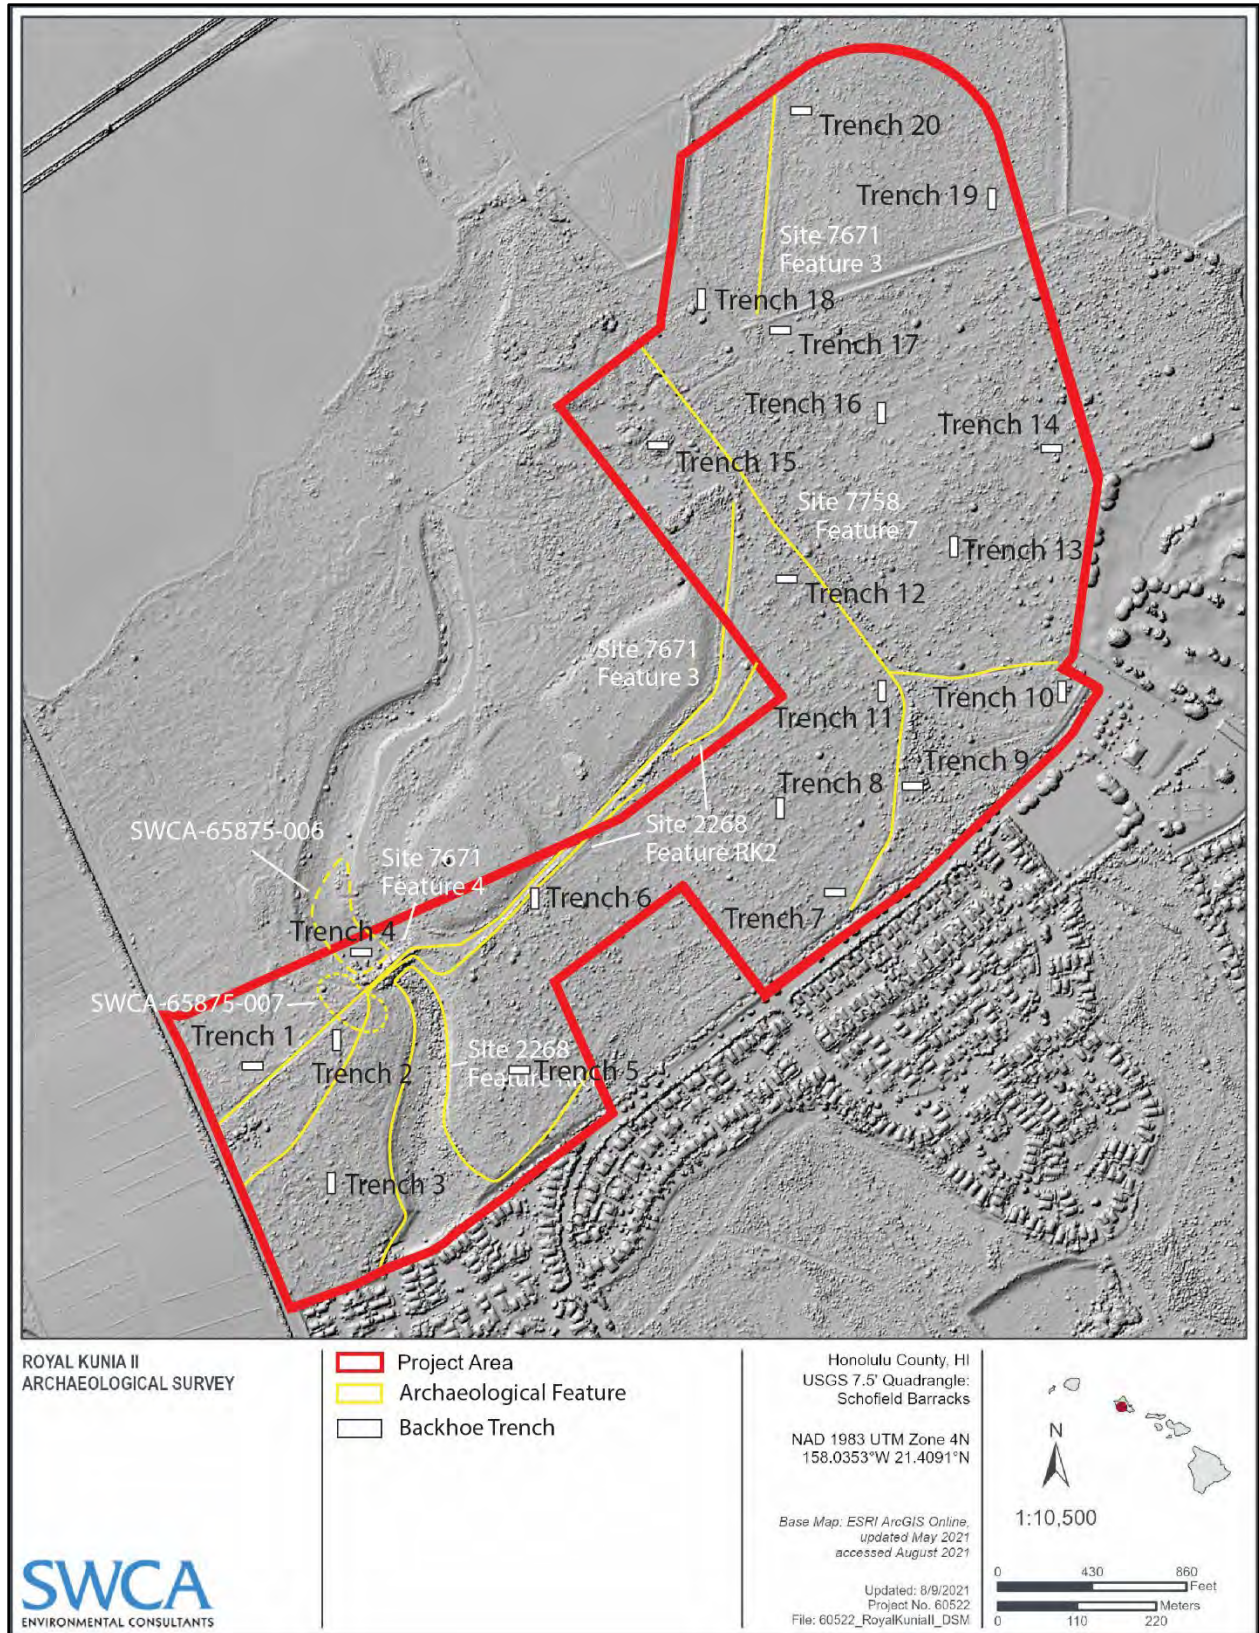 Trench 20
Trench 19
Site 7671
Feature 3
Trench 18
Trench 17
Trench 16
Trench 14
Trench 15
Site 7758
Feature 7
Trench 13
Trench 12
Site 7671
Feature 3
Trench 10
Trench 11
Trench 9
Trench 8
SWCA-65875-006
Site 2268
Feature RK2
Site 7671
Feature 4
Trench 6
Trench 7
Trench 4
SWCA-65875-007
Trench 1
Trench 2
Site 2268
Feature
Trench 5
Trench 3
ROYAL KUNIA II
ARCHAEOLOGICAL SURVEY
Project Area
Archaeological Feature
Backhoe Trench
Honolulu County, HI
USGS 7.5' Quadrangle:
Schofield Barracks
NAD 1983 UTM Zone 4N
158.0353°W 21.4091°N
Base Map: ESRI ArcGIS Online,
updated May 2021
accessed August 2021
Updated: 8/9/2021
Project No. 60522
File: 60522_RoyalKuniaII_DSM
N
1:10,500
0 430 860
Feet
Meters
0 110 220
SWCA
ENVIRONMENTAL CONSULTANTS